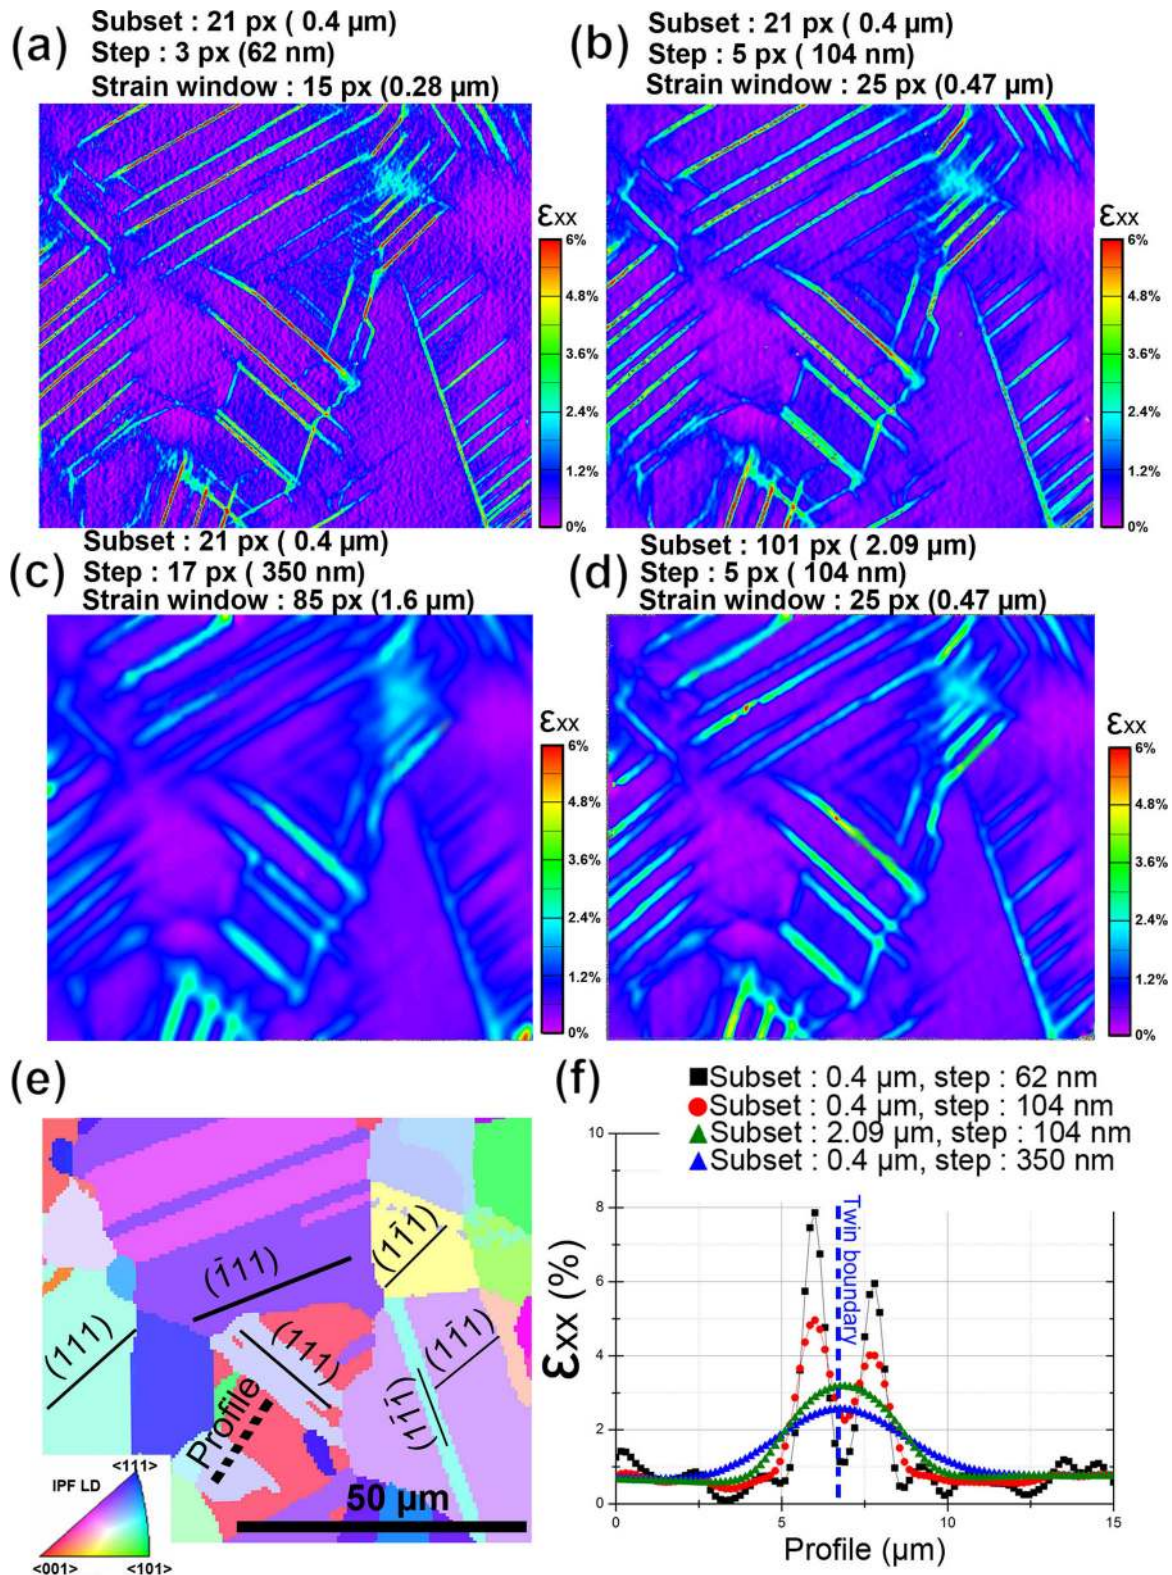 (a)
Subset : 21 px ( 0.4 µm)
Step : 3 px (62 nm)
Strain window : 15 px (0.28 µm)
εxx
6%
4.8%
3.6%
2.4%
1.2%
0%
(b)
Subset : 21 px ( 0.4 µm)
Step : 5 px ( 104 nm)
Strain window : 25 px (0.47 µm)
εxx
6%
4.8%
3.6%
2.4%
1.2%
0%
(c)
Subset : 21 px ( 0.4 µm)
Step : 17 px ( 350 nm)
Strain window : 85 px (1.6 µm)
εxx
6%
4.8%
3.6%
2.4%
1.2%
0%
(d)
Subset : 101 px ( 2.09 µm)
Step : 5 px ( 104 nm)
Strain window : 25 px (0.47 µm)
εxx
6%
4.8%
3.6%
2.4%
1.2%
0%
(e)
(11̄1)
(1̄11)
(111)
(111)
(11̄1)
(111̄)
Profile
<111>
IPF LD
<001>
<101>
50 µm
(f)
Subset : 0.4 µm, step : 62 nm
Subset : 0.4 µm, step : 104 nm
Subset : 2.09 µm, step : 104 nm
Subset : 0.4 µm, step : 350 nm
10
8
6
4
2
0
εxx (%)
Twin boundary
0
5
10
15
Profile (µm)